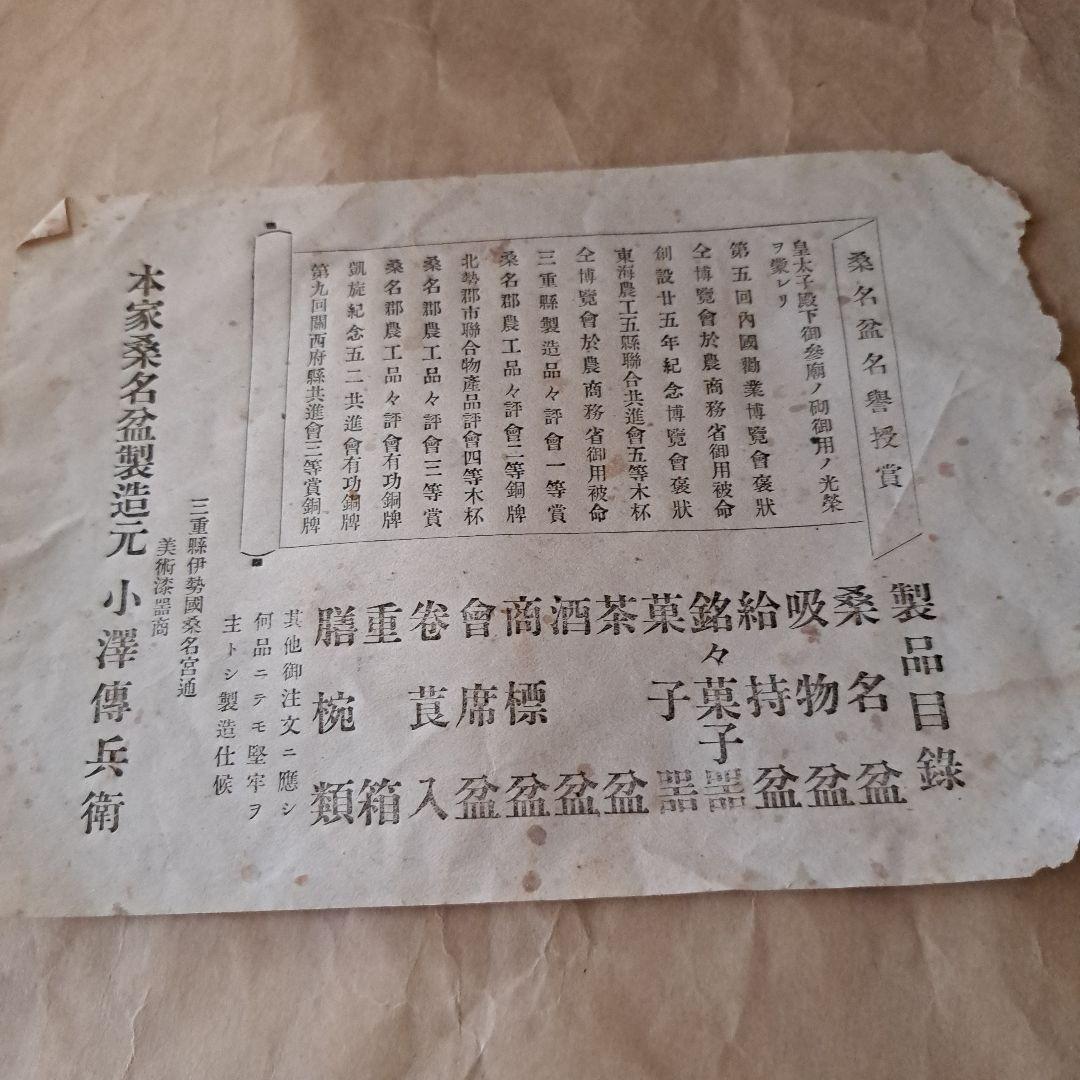 桑名盆名譽授賞
皇太子殿下御參廟ノ砌御用ノ光榮
ヲ蒙レリ
第五回內國勸業博覽會褒狀
仝博覽會於農商務省御用被命
創設廿五年紀念博覽會褒狀
東海農工五縣聯合共進會五等木杯
仝博覽會於農商務省御用被命
三重縣製造品々評會一等賞
桑名郡農工品々評會二等銅牌
北勢郡市聯合物產品評會四等木杯
桑名郡農工品々評會三等賞
桑名郡農工品々評會有功銅牌
凱旋紀念五二共進會有功銅牌
第九回關西府縣共進會三等賞銅牌
製品目錄
桑名盆
吸物盆
給持盆
銘々菓子器
菓子器
茶盆
酒盆
商標盆
會席盆
卷莨入
重箱
膳椀類
其他御注文ニ應シ
何品ニテモ堅牢ヲ
主トシ製造仕候
三重縣伊勢國桑名宮通
美術漆器商
本家桑名盆製造元 小澤傳兵衛